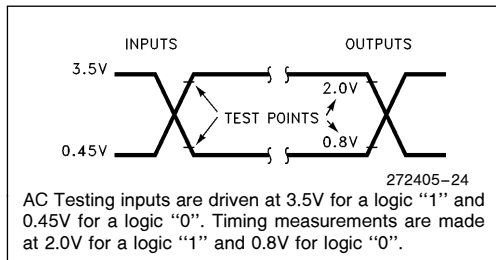 INPUTS OUTPUTS
3.5V
2.0V
TEST POINTS
0.8V
0.45V
272405–24
AC Testing inputs are driven at 3.5V for a logic ‘‘1’’ and
0.45V for a logic ‘‘0’’. Timing measurements are made
at 2.0V for a logic ‘‘1’’ and 0.8V for logic ‘‘0’’.